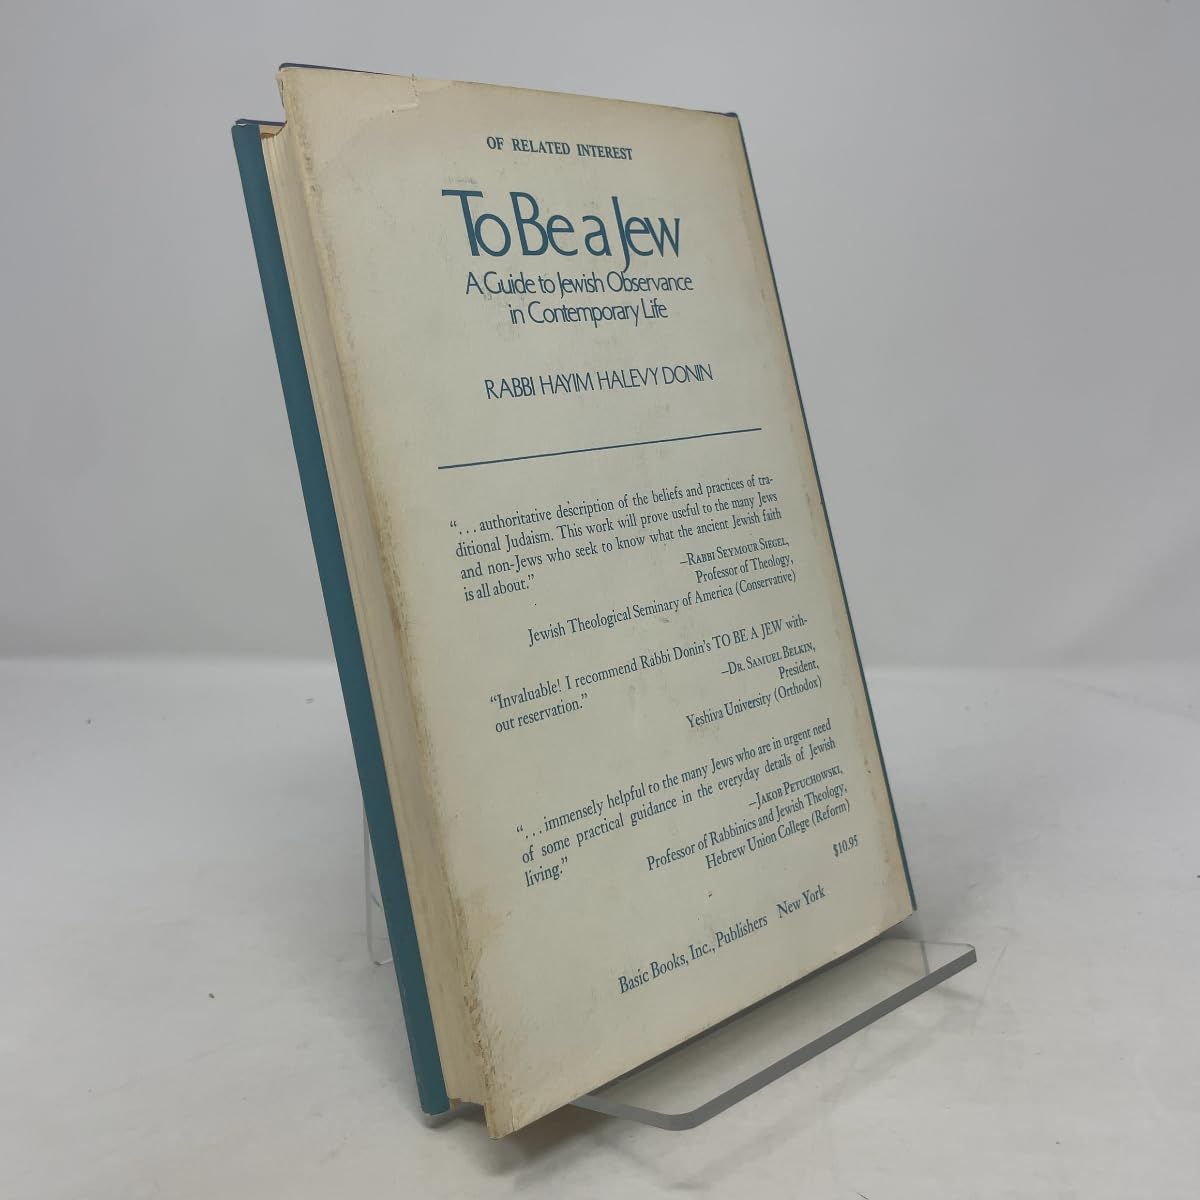 OF RELATED INTEREST
To Be a Jew
A Guide to Jewish Observance
in Contemporary Life
RABBI HAYIM HALEVY DONIN
“. . . authoritative description of the beliefs and practices of tra-
ditional Judaism. This work will prove useful to the many Jews
and non-Jews who seek to know what the ancient Jewish faith
is all about.”
—RABBI SEYMOUR SIEGEL,
Professor of Theology,
Jewish Theological Seminary of America (Conservative)
“Invaluable! I recommend Rabbi Donin's TO BE A JEW with-
out reservation.”
—DR. SAMUEL BELKIN,
President,
Yeshiva University (Orthodox)
“. . . immensely helpful to the many Jews who are in urgent need
of some practical guidance in the everyday details of Jewish
living.”
—JAKOB PETUCHOWSKI,
Professor of Rabbinics and Jewish Theology,
Hebrew Union College (Reform)
$10.95
Basic Books, Inc., Publishers New York